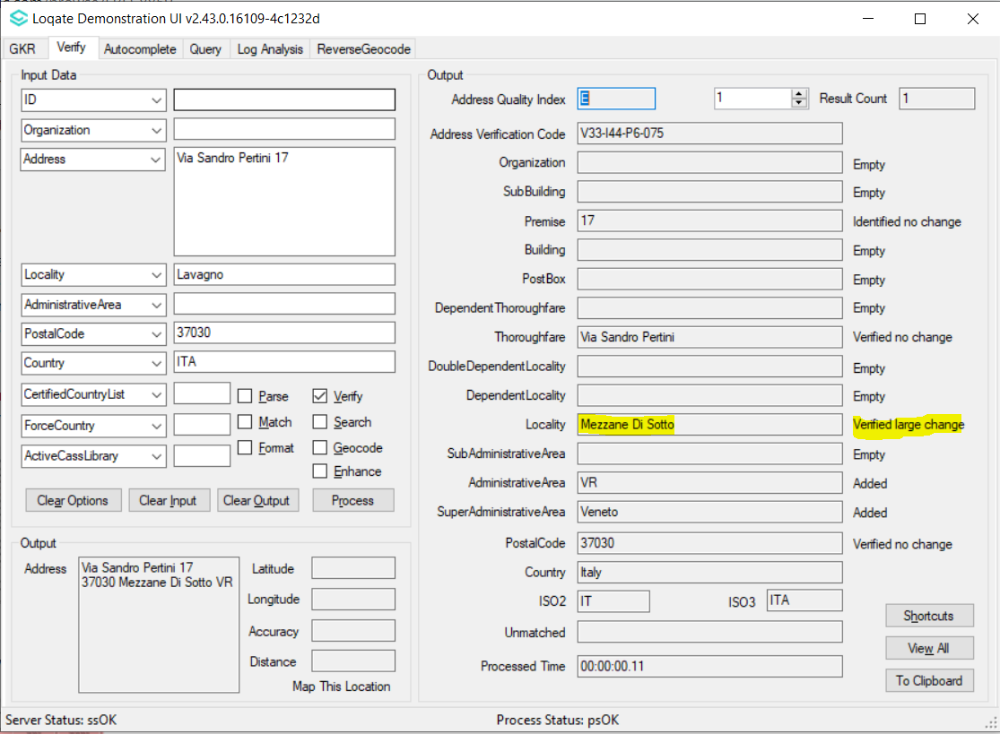 Loqate Demonstration UI v2.43.0.16109-4c1232d
GKR Verify Autocomplete Query Log Analysis ReverseGeocode
Input Data
ID
Organization
Address Via Sandro Pertini 17
Locality Lavagno
AdministrativeArea
PostalCode 37030
Country ITA
CertifiedCountryList Parse Verify
ForceCountry Match Search
ActiveCassLibrary Format Geocode
Enhance
Clear Options Clear Input Clear Output Process
Output
Address Via Sandro Pertini 17
37030 Mezzane Di Sotto VR
Latitude
Longitude
Accuracy
Distance
Map This Location
Output
Address Quality Index E 1 Result Count 1
Address Verification Code V33-I44-P6-075
Organization Empty
SubBuilding Empty
Premise 17 Identified no change
Building Empty
PostBox Empty
DependentThoroughfare Empty
Thoroughfare Via Sandro Pertini Verified no change
DoubleDependentLocality Empty
DependentLocality Empty
Locality Mezzane Di Sotto Verified large change
SubAdministrativeArea Empty
AdministrativeArea VR Added
SuperAdministrativeArea Veneto Added
PostalCode 37030 Verified no change
Country Italy
ISO2 IT ISO3 ITA
Unmatched
Processed Time 00:00:00.11
Shortcuts
View All
To Clipboard
Server Status: ssOK Process Status: psOK